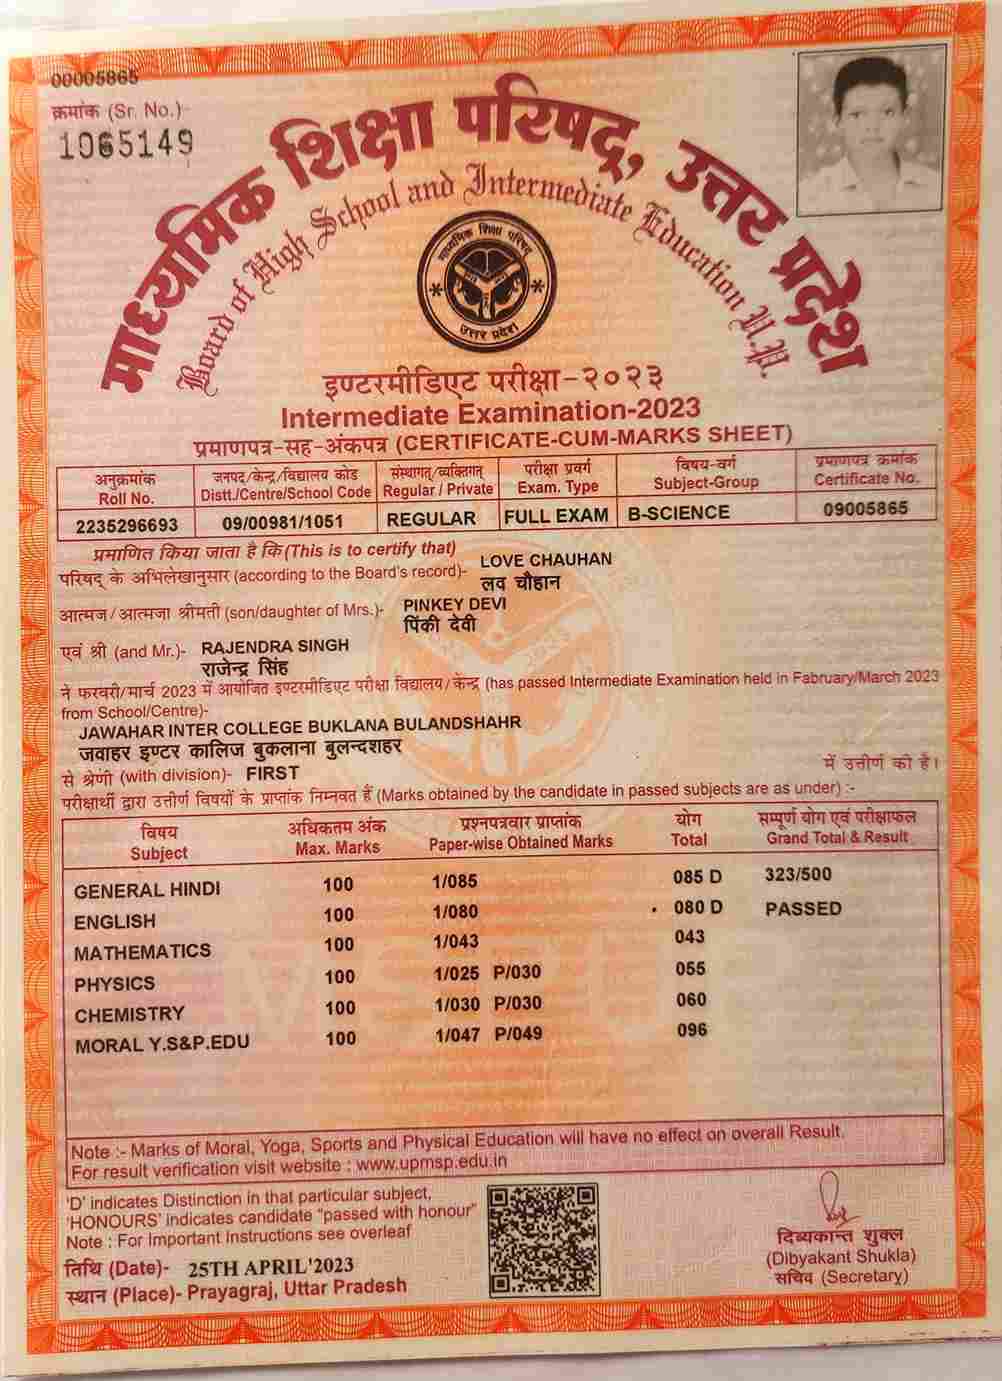 00005865
क्रमांक (Sr. No.)-
1065149
माध्यमिक शिक्षा परिषद्, उत्तर प्रदेश
Board of High School and Intermediate Education U.P.
माध्यमिक शिक्षा परिषद्
उत्तर प्रदेश
इण्टरमीडिएट परीक्षा-२०२३
Intermediate Examination-2023
प्रमाणपत्र-सह-अंकपत्र (CERTIFICATE-CUM-MARKS SHEET)
अनुक्रमांक जनपद/केन्द्र/विद्यालय कोड संस्थागत/व्यक्तिगत् परीक्षा प्रवर्ग विषय-वर्ग प्रमाणपत्र क्रमांक
Roll No. Distt./Centre/School Code Regular / Private Exam. Type Subject-Group Certificate No.
2235296693 09/00981/1051 REGULAR FULL EXAM B-SCIENCE 09005865
प्रमाणित किया जाता है कि (This is to certify that)
परिषद् के अभिलेखानुसार (according to the Board's record)- LOVE CHAUHAN
लव चौहान
आत्मज/आत्मजा श्रीमती (son/daughter of Mrs.)- PINKEY DEVI
पिंकी देवी
एवं श्री (and Mr.)- RAJENDRA SINGH
राजेन्द्र सिंह
ने फरवरी/मार्च 2023 में आयोजित इण्टरमीडिएट परीक्षा विद्यालय/केन्द्र (has passed Intermediate Examination held in Fabruary/March 2023
from School/Centre)-
JAWAHAR INTER COLLEGE BUKLANA BULANDSHAHR
जवाहर इण्टर कालिज बुकलाना बुलन्दशहर
से श्रेणी (with division)- FIRST में उत्तीर्ण की है।
परीक्षार्थी द्वारा उत्तीर्ण विषयों के प्राप्तांक निम्नवत हैं (Marks obtained by the candidate in passed subjects are as under) :-
विषय अधिकतम अंक प्रश्नपत्रवार प्राप्तांक योग सम्पूर्ण योग एवं परीक्षाफल
Subject Max. Marks Paper-wise Obtained Marks Total Grand Total & Result
GENERAL HINDI 100 1/085 085 D 323/500
ENGLISH 100 1/080 080 D PASSED
MATHEMATICS 100 1/043 043
PHYSICS 100 1/025 P/030 055
CHEMISTRY 100 1/030 P/030 060
MORAL Y.S&P.EDU 100 1/047 P/049 096
Note :- Marks of Moral, Yoga, Sports and Physical Education will have no effect on overall Result.
For result verification visit website : www.upmsp.edu.in
'D' indicates Distinction in that particular subject,
'HONOURS' indicates candidate "passed with honour"
Note : For Important Instructions see overleaf
तिथि (Date)- 25TH APRIL'2023
स्थान (Place)- Prayagraj, Uttar Pradesh
दिब्यकान्त शुक्ल
(Dibyakant Shukla)
सचिव (Secretary)